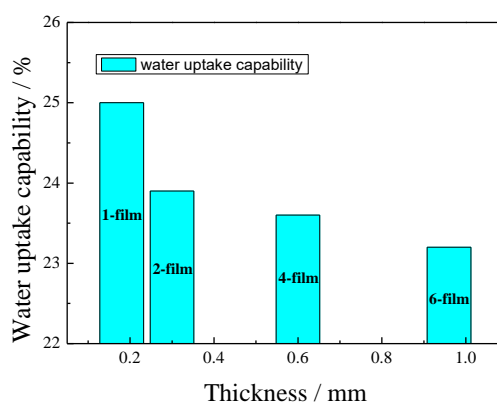 26
water uptake capability
25
24
23
22
Water uptake capability / %
1-film
2-film
4-film
6-film
0.2
0.4
0.6
0.8
1.0
Thickness / mm